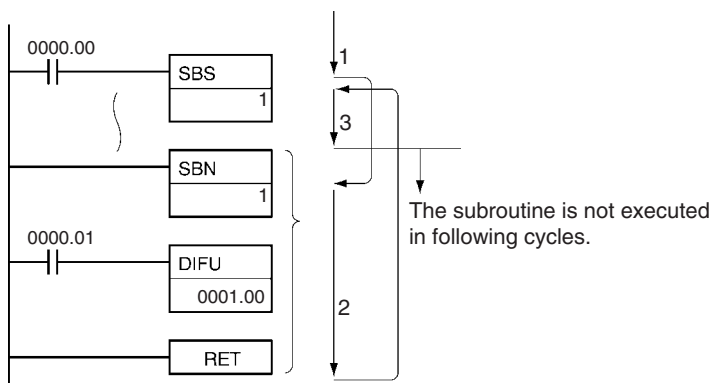 0000.00
SBS
1
1
3
SBN
1
The subroutine is not executed
in following cycles.
0000.01
DIFU
0001.00
2
RET